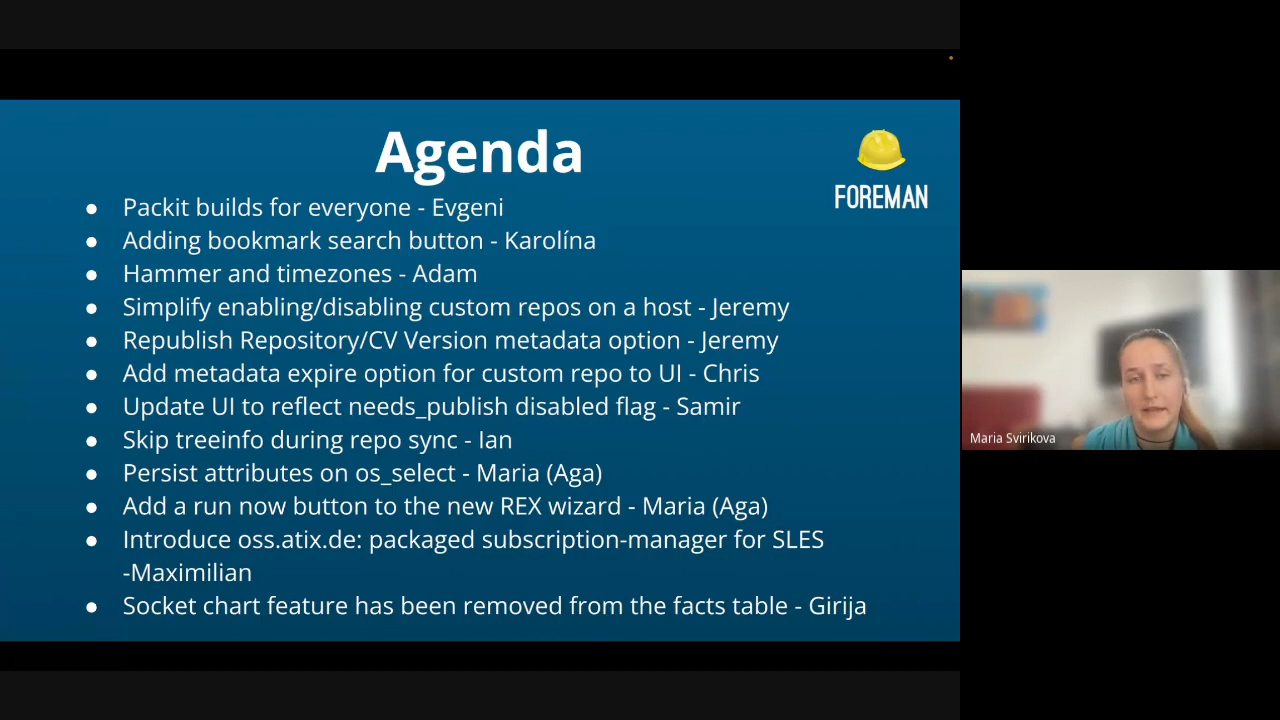 Agenda
FOREMAN
● Packit builds for everyone - Evgeni
● Adding bookmark search button - Karolína
● Hammer and timezones - Adam
● Simplify enabling/disabling custom repos on a host - Jeremy
● Republish Repository/CV Version metadata option - Jeremy
● Add metadata expire option for custom repo to UI - Chris
● Update UI to reflect needs_publish disabled flag - Samir
● Skip treeinfo during repo sync - Ian
● Persist attributes on os_select - Maria (Aga)
● Add a run now button to the new REX wizard - Maria (Aga)
● Introduce oss.atix.de: packaged subscription-manager for SLES
-Maximilian
● Socket chart feature has been removed from the facts table - Girija
Maria Svirikova